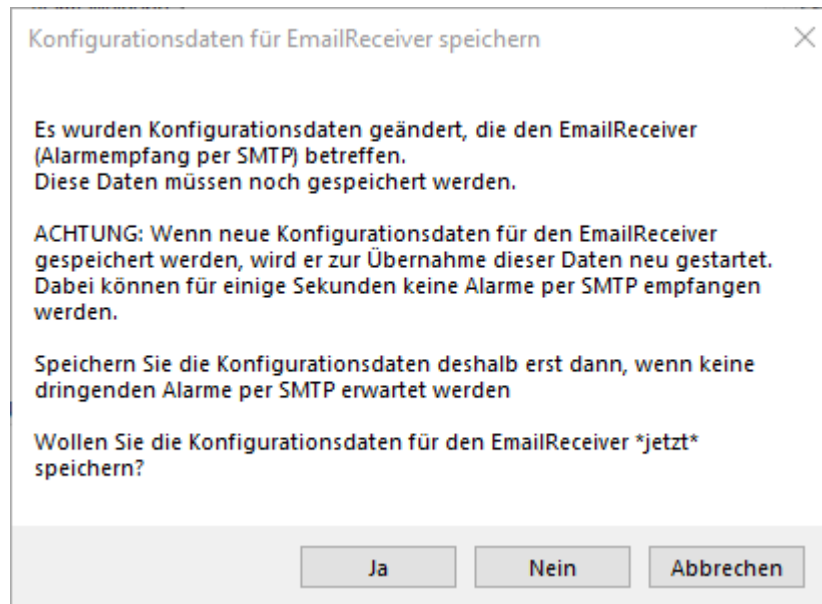 Konfigurationsdaten für EmailReceiver speichern
Es wurden Konfigurationsdaten geändert, die den EmailReceiver
(Alarmempfang per SMTP) betreffen.
Diese Daten müssen noch gespeichert werden.
ACHTUNG: Wenn neue Konfigurationsdaten für den EmailReceiver
gespeichert werden, wird er zur Übernahme dieser Daten neu gestartet.
Dabei können für einige Sekunden keine Alarme per SMTP empfangen
werden.
Speichern Sie die Konfigurationsdaten deshalb erst dann, wenn keine
dringenden Alarme per SMTP erwartet werden
Wollen Sie die Konfigurationsdaten für den EmailReceiver *jetzt*
speichern?
Ja Nein Abbrechen